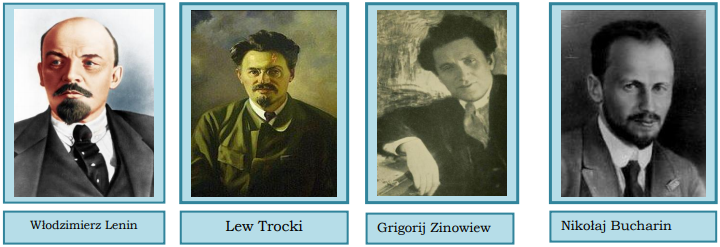 Włodzimierz Lenin
Lew Trocki
Grigorij Zinowiew
Nikołaj Bucharin